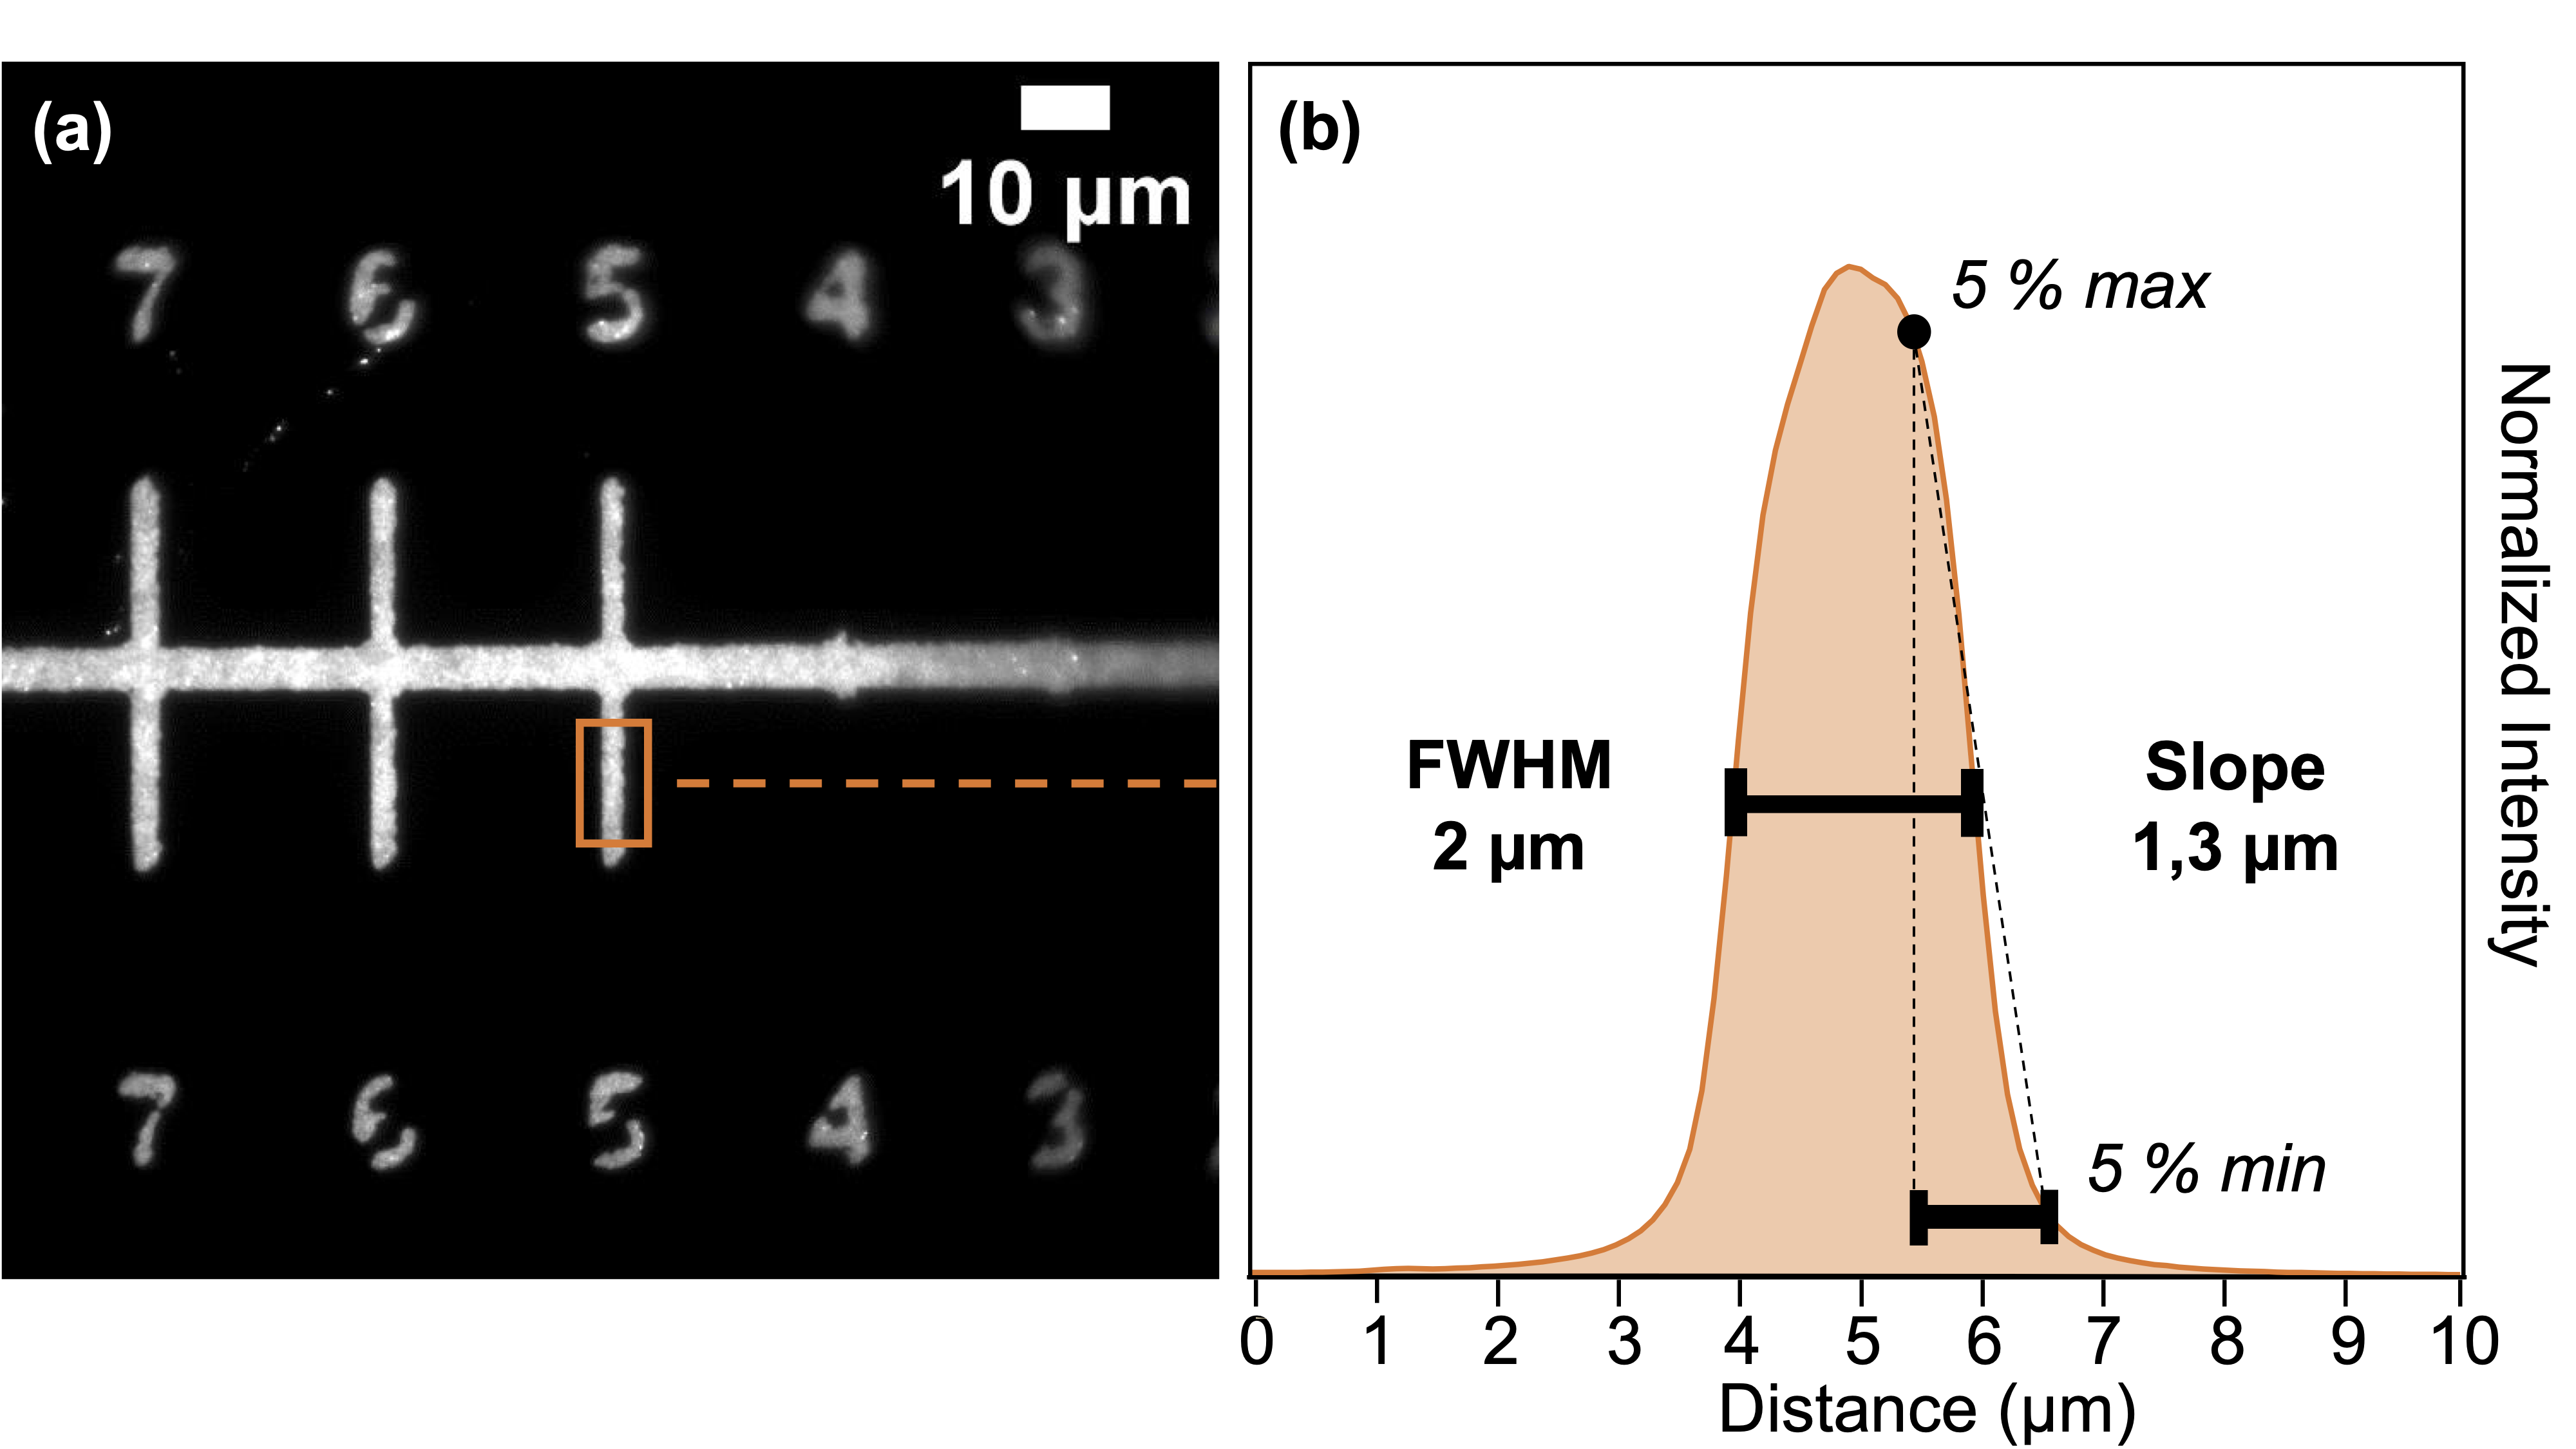 (a)
10 µm
7 6 5 4 3
7 6 5 4 3
(b)
5 % max
FWHM
2 µm
Slope
1,3 µm
5 % min
0 1 2 3 4 5 6 7 8 9 10
Distance (µm)
Normalized Intensity